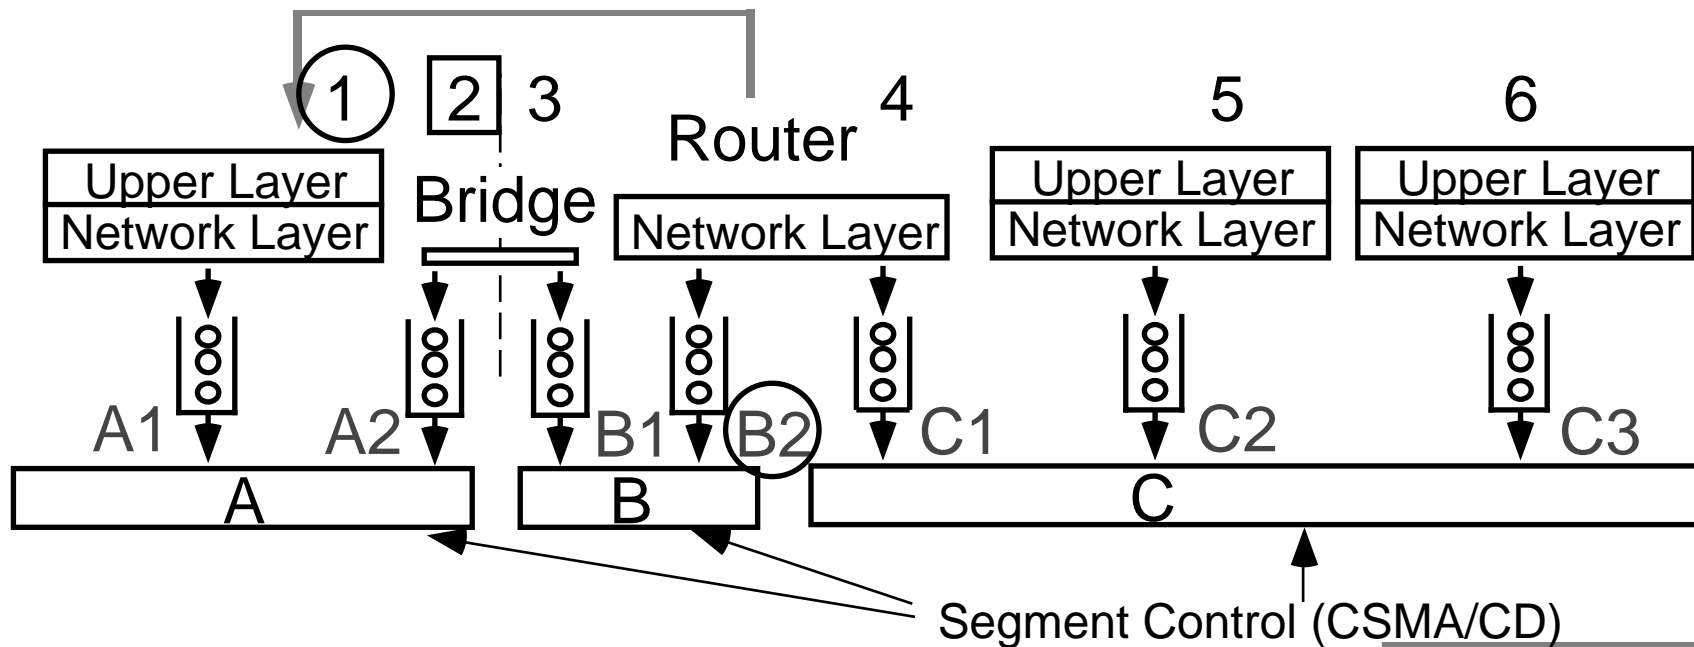 1 2 3 4 5 6
Router
Bridge
Upper Layer Upper Layer Upper Layer
Network Layer Network Layer Network Layer Network Layer
A1 A2 B1 B2 C1 C2 C3
A B C
Segment Control (CSMA/CD)